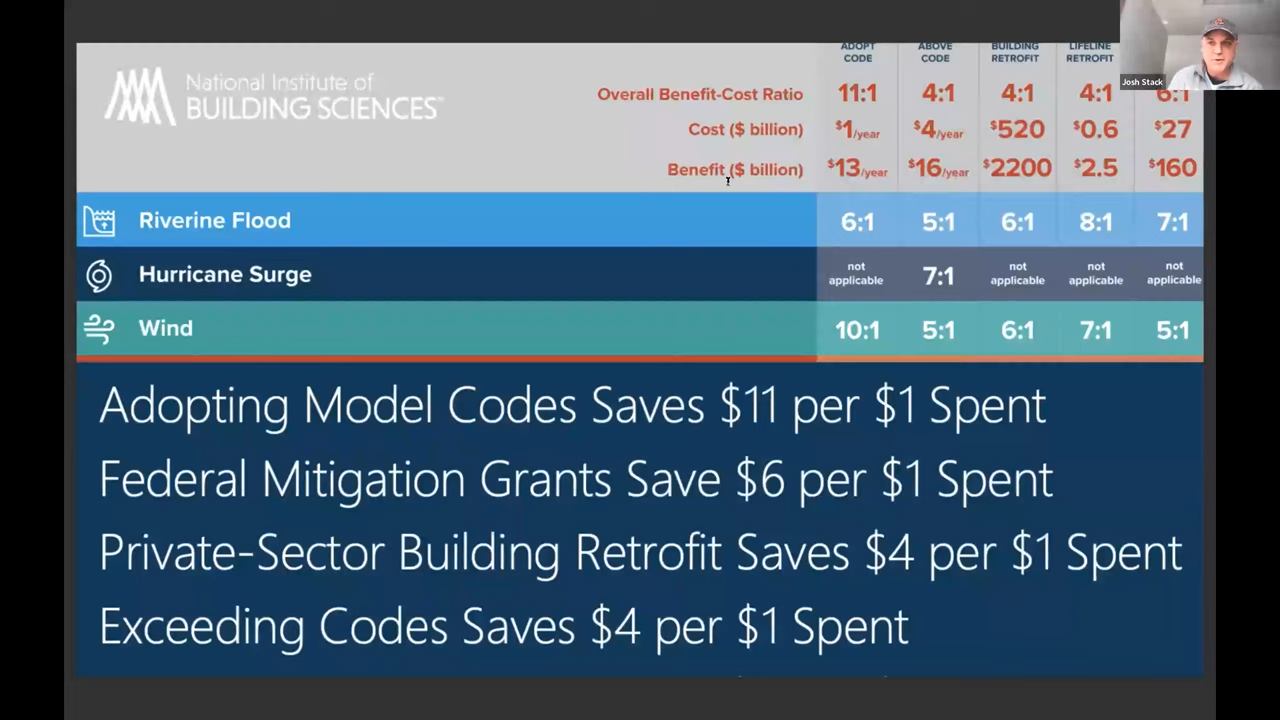 National Institute of
BUILDING SCIENCES™
ADOPT CODE
ABOVE CODE
BUILDING RETROFIT
LIFELINE RETROFIT
Josh Stack
Overall Benefit-Cost Ratio 11:1 4:1 4:1 4:1 6:1
Cost ($ billion) $1/year $4/year $520 $0.6 $27
Benefit ($ billion) $13/year $16/year $2200 $2.5 $160
Riverine Flood 6:1 5:1 6:1 8:1 7:1
Hurricane Surge not applicable 7:1 not applicable not applicable not applicable
Wind 10:1 5:1 6:1 7:1 5:1
Adopting Model Codes Saves $11 per $1 Spent
Federal Mitigation Grants Save $6 per $1 Spent
Private-Sector Building Retrofit Saves $4 per $1 Spent
Exceeding Codes Saves $4 per $1 Spent